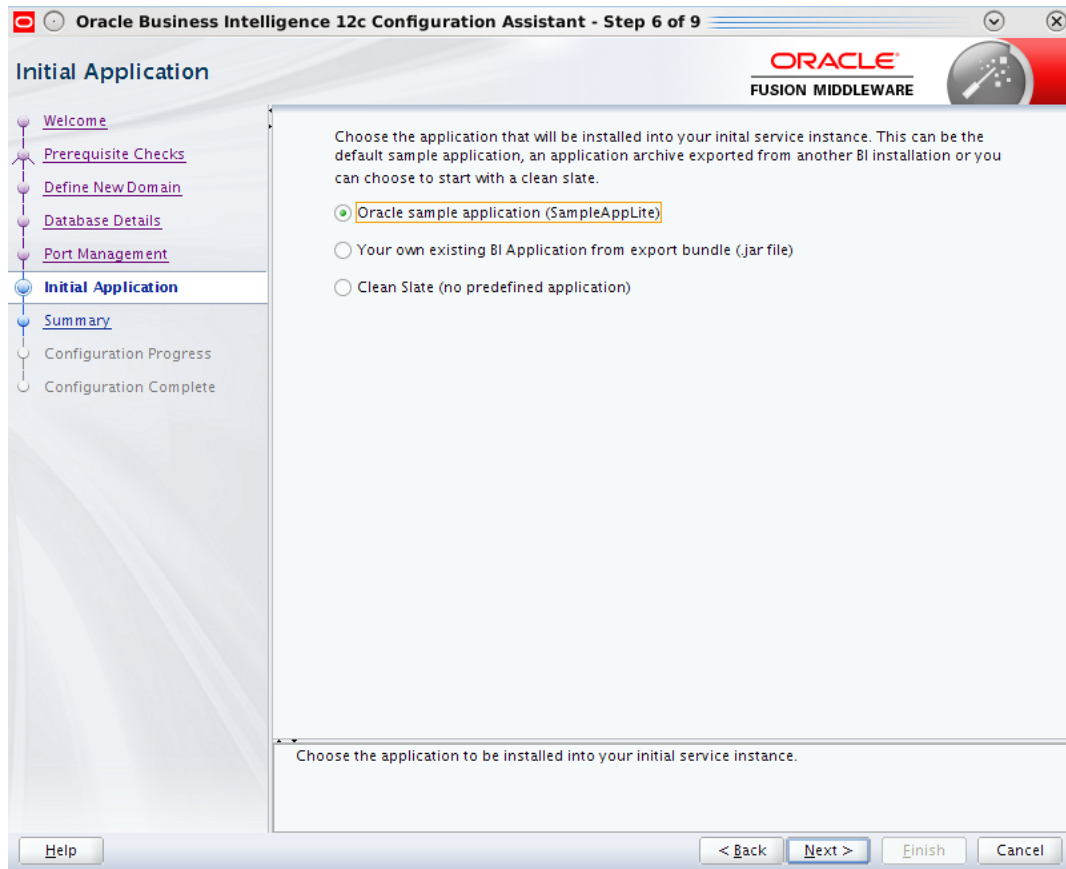 Oracle Business Intelligence 12c Configuration Assistant - Step 6 of 9
Initial Application
ORACLE
FUSION MIDDLEWARE
Welcome
Prerequisite Checks
Define New Domain
Database Details
Port Management
Initial Application
Summary
Configuration Progress
Configuration Complete
Choose the application that will be installed into your inital service instance. This can be the
default sample application, an application archive exported from another BI installation or you
can choose to start with a clean slate.
Oracle sample application (SampleAppLite)
Your own existing BI Application from export bundle (.jar file)
Clean Slate (no predefined application)
Choose the application to be installed into your initial service instance.
Help
< Back
Next >
Finish
Cancel